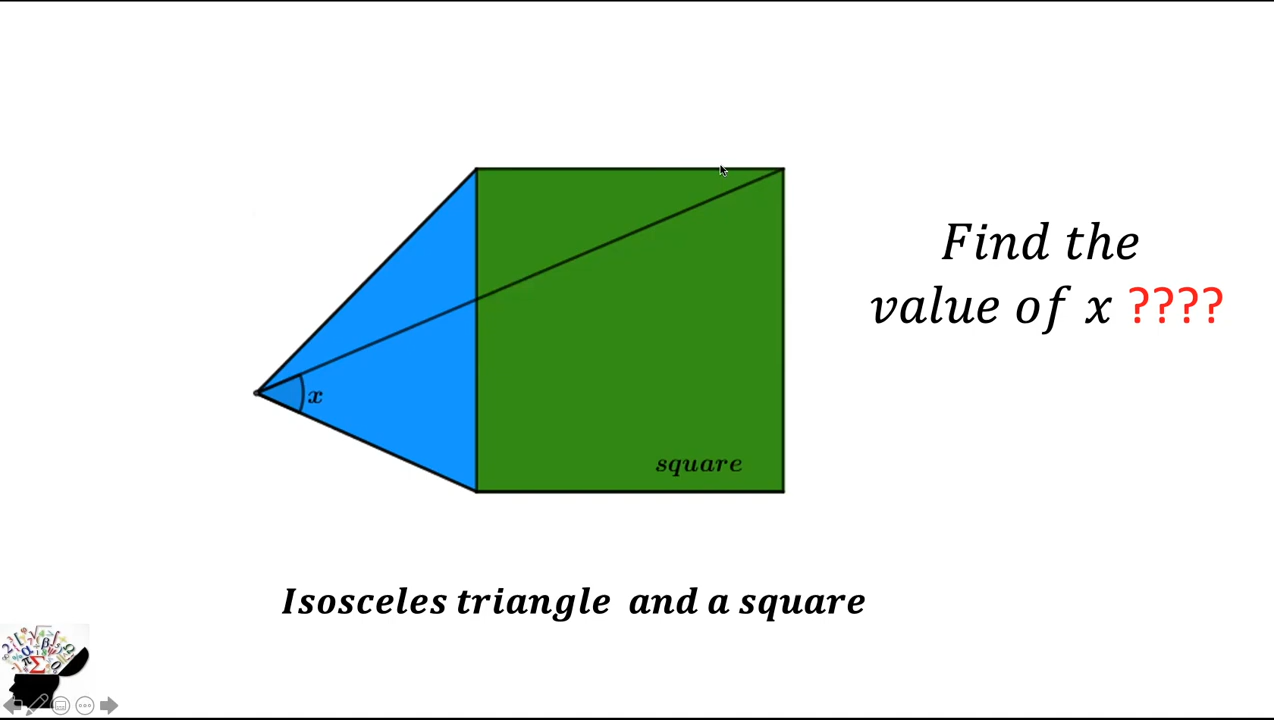 Find the
value of x ????
x
square
Isosceles triangle and a square